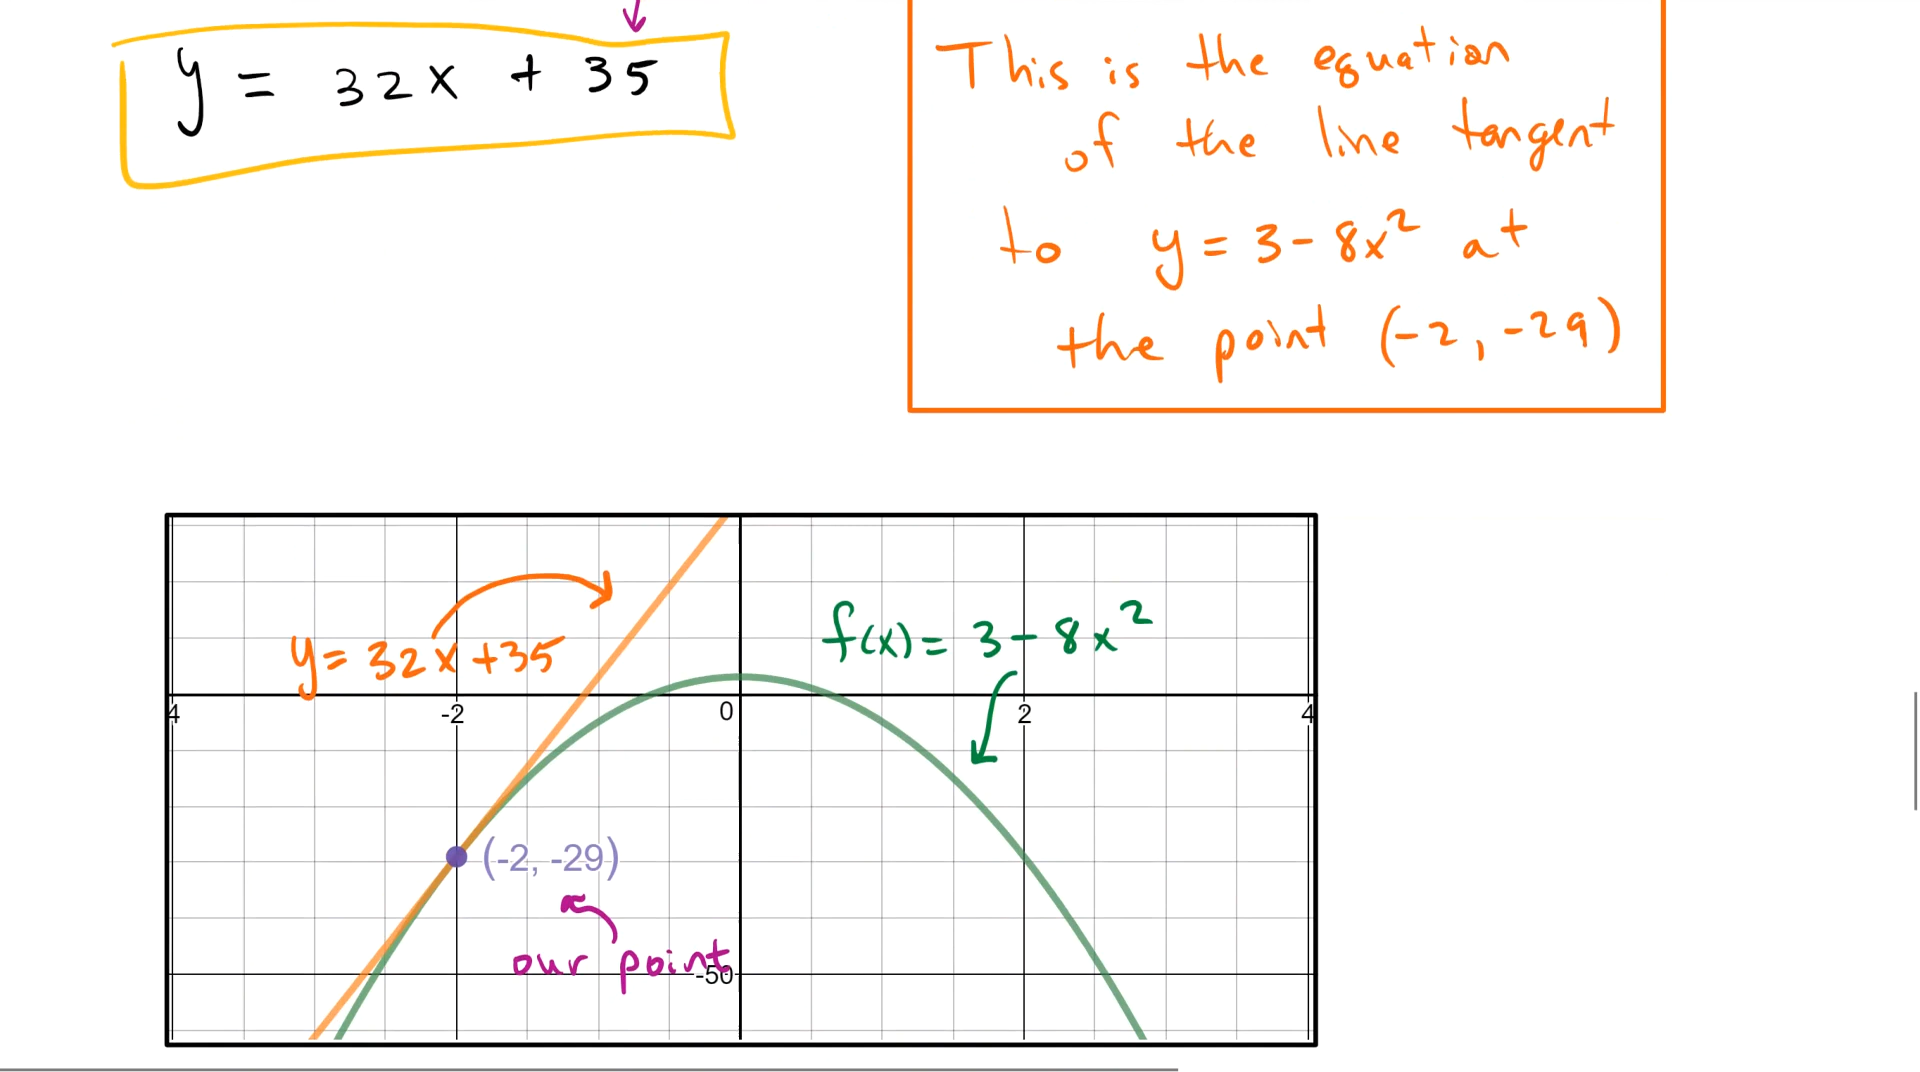 y = 32x + 35
This is the equation
of the line tangent
to y = 3 - 8x²  at
the point (-2, -29)
y = 32x + 35
f(x) = 3 - 8x²
4 -2 0 2 4
(-2, -29)
our point
-50